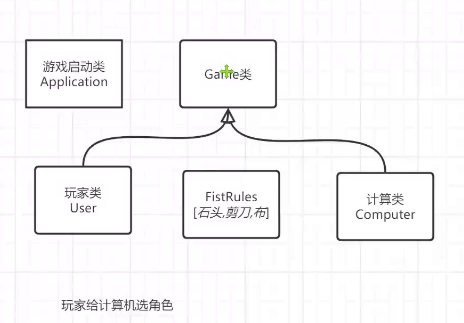 游戏启动类
Application
Game类
玩家类
User
FistRules
[石头,剪刀,布]
计算类
Computer
玩家给计算机选角色